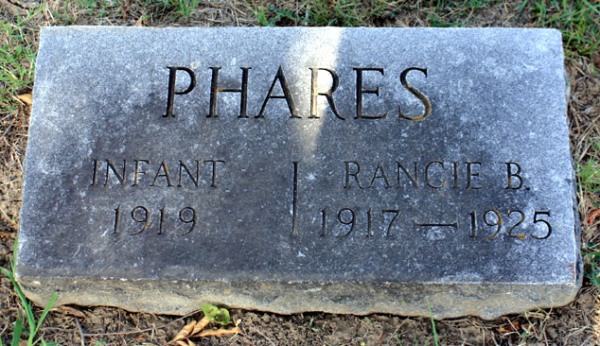 PHARES
INFANT | RANCIE B.
1919 | 1917 — 1925